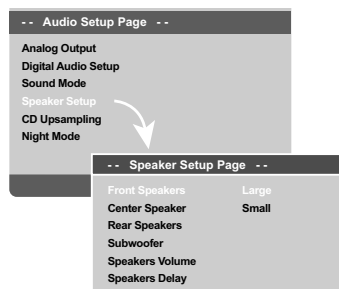 - -  Audio Setup Page  - -
Analog Output
Digital Audio Setup
Sound Mode
Speaker Setup
CD Upsampling
Night Mode
- -  Speaker Setup Page  - -
Front Speakers Large
Center Speaker Small
Rear Speakers
Subwoofer
Speakers Volume
Speakers Delay